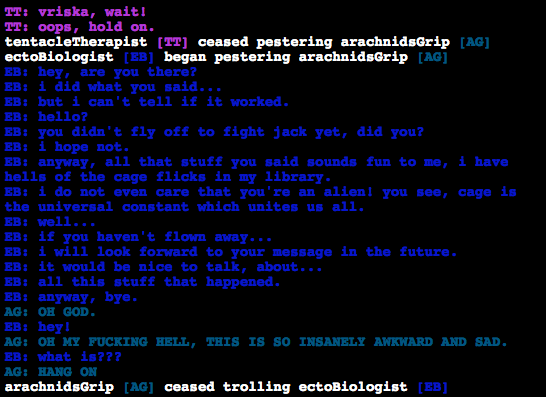 TT: vriska, wait!
TT: oops, hold on.
tentacleTherapist [TT] ceased pestering arachnidsGrip [AG]
ectoBiologist [EB] began pestering arachnidsGrip [AG]
EB: hey, are you there?
EB: i did what you said...
EB: but i can't tell if it worked.
EB: hello?
EB: you didn't fly off to fight jack yet, did you?
EB: i hope not.
EB: anyway, all that stuff you said sounds fun to me, i have
hells of the cage flicks in my library.
EB: i do not even care that you're an alien! you see, cage is
the universal constant which unites us all.
EB: well...
EB: if you haven't flown away...
EB: i will look forward to your message in the future.
EB: it would be nice to talk, about...
EB: all this stuff that happened.
EB: anyway, bye.
AG: OH GOD.
EB: hey!
AG: OH MY FUCKING HELL, THIS IS SO INSANELY AWKWARD AND SAD.
EB: what is???
AG: HANG ON
arachnidsGrip [AG] ceased trolling ectoBiologist [EB]